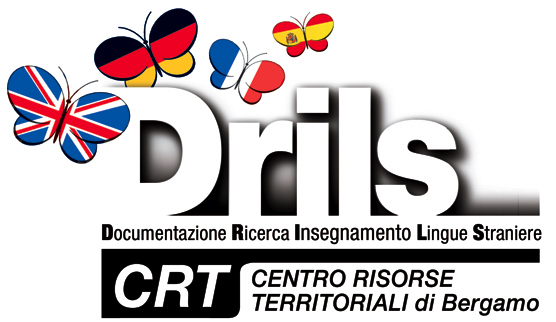 Drils
Documentazione Ricerca Insegnamento Lingue Straniere
CRT CENTRO RISORSE
TERRITORIALI di Bergamo